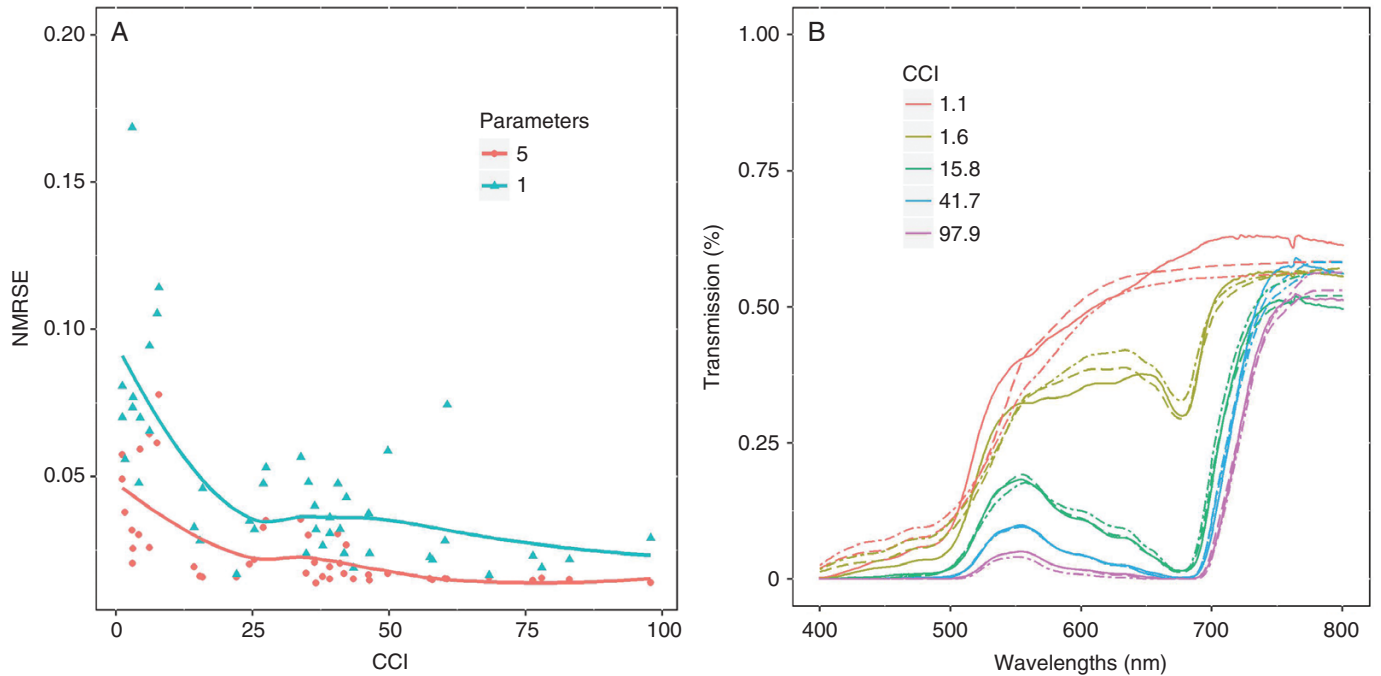 A
0.20
0.15
0.10
0.05
NMRSE
Parameters
5
1
0 25 50 75 100
CCI
B
1.00
0.75
0.50
0.25
0
Transmission (%)
CCI
1.1
1.6
15.8
41.7
97.9
400 500 600 700 800
Wavelengths (nm)